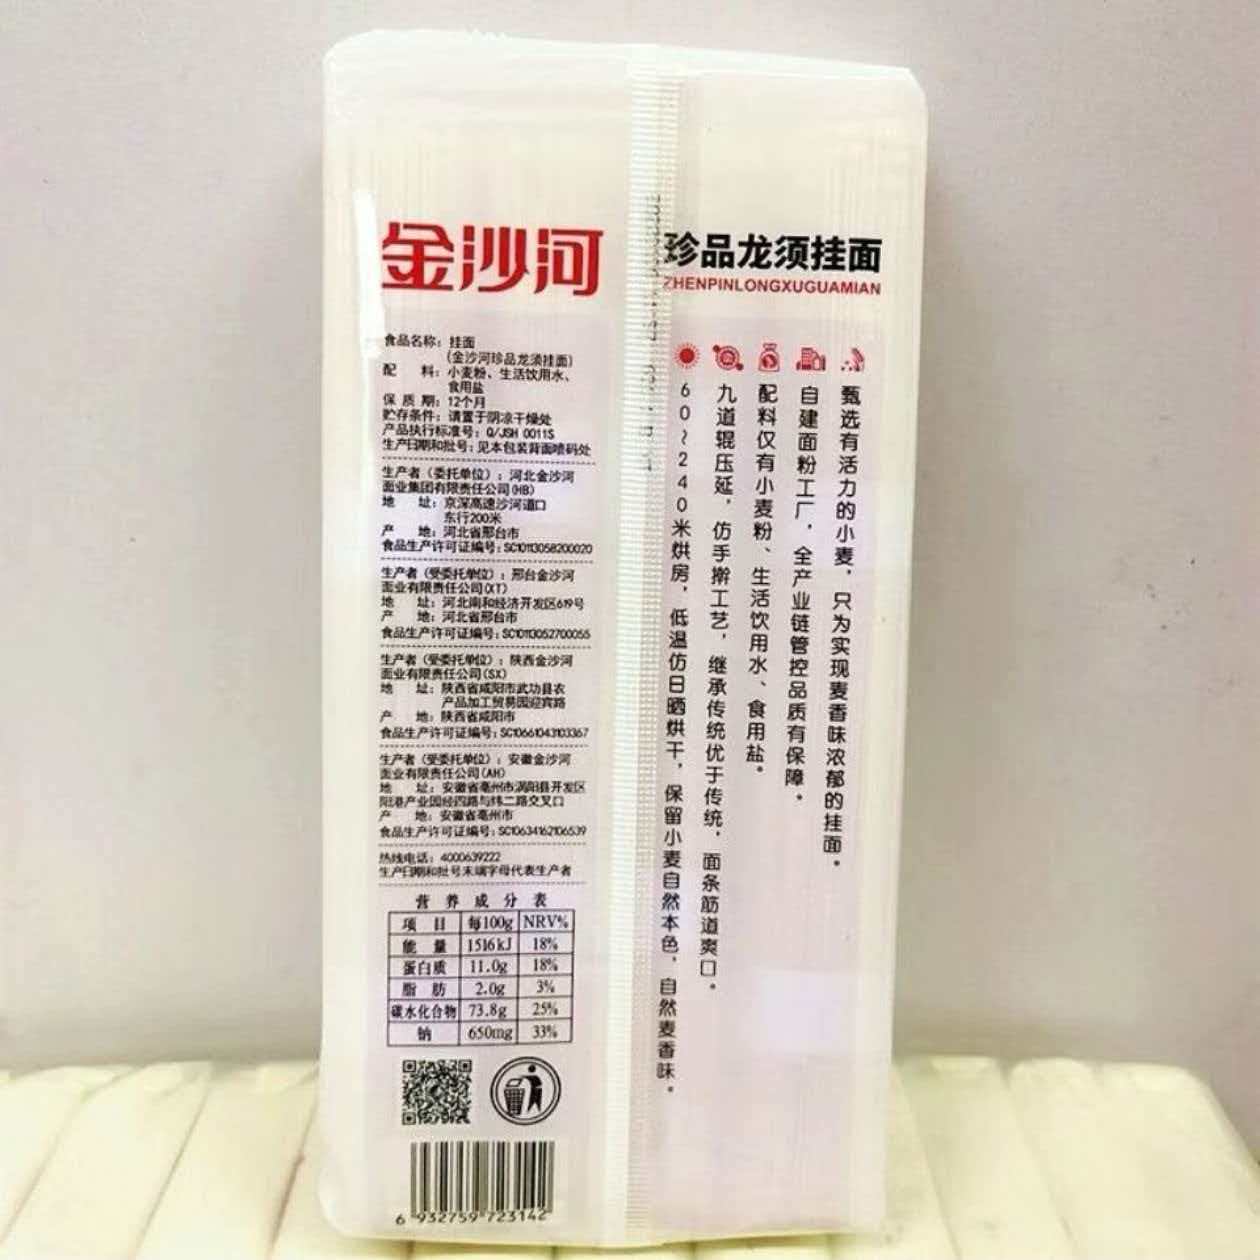 金沙河
食品名称：挂面
（金沙河珍品龙须挂面）
配 料：小麦粉、生活饮用水、
食用盐
保 质 期：12个月
贮存条件：请置于阴凉干燥处
产品执行标准号：Q/JSH 0011S
生产日期和批号：见本包装背面喷码处
生产者（委托单位）：河北金沙河
面业集团有限责任公司(HB)
地 址：京深高速沙河道口
东行200米
产 地：河北省邢台市
食品生产许可证编号：SC10113058200020
生产者（受委托单位）：邢台金沙河
面业有限责任公司(XT)
地 址：河北南和经济开发区619号
产 地：河北省邢台市
食品生产许可证编号：SC10113052700055
生产者（受委托单位）：陕西金沙河
面业有限责任公司(SX)
地 址：陕西省咸阳市武功县农
产品加工贸易园迎宾路
产 地：陕西省咸阳市
食品生产许可证编号：SC10661043103367
生产者（受委托单位）：安徽金沙河
面业有限责任公司(AH)
地 址：安徽省亳州市涡阳县开发区
阳港产业园经四路与纬二路交叉口
产 地：安徽省亳州市
食品生产许可证编号：SC10634162106539
热线电话：4000639222
生产日期和批号末端字母代表生产者
营 养 成 分 表
项 目 每100g NRV%
能 量 1516kJ 18%
蛋白质 11.0g 18%
脂 肪 2.0g 3%
碳水化合物 73.8g 25%
钠 650mg 33%
6 932759 723142
珍品龙须挂面
ZHENPINLONGXUGUAMIAN
甄选有活力的小麦，只为实现麦香味浓郁的挂面。
自建面粉工厂，全产业链管控品质有保障。
配料仅有小麦粉、生活饮用水、食用盐。
九道辊压延，仿手擀工艺，继承传统优于传统，面条筋道爽口。
60~240米烘房，低温仿日晒烘干，保留小麦自然本色，自然麦香味。